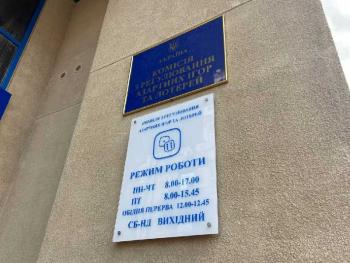 УКРАЇНА
КОМІСІЯ
З РЕГУЛЮВАННЯ
АЗАРТНИХ ІГОР
ТА ЛОТЕРЕЙ
КОМІСІЯ З РЕГУЛЮВАННЯ
АЗАРТНИХ ІГОР ТА ЛОТЕРЕЙ
РЕЖИМ РОБОТИ
ПН-ЧТ 8.00-17.00
ПТ 8.00-15.45
ОБІДНЯ ПЕРЕРВА 12.00-12.45
СБ-НД ВИХІДНИЙ